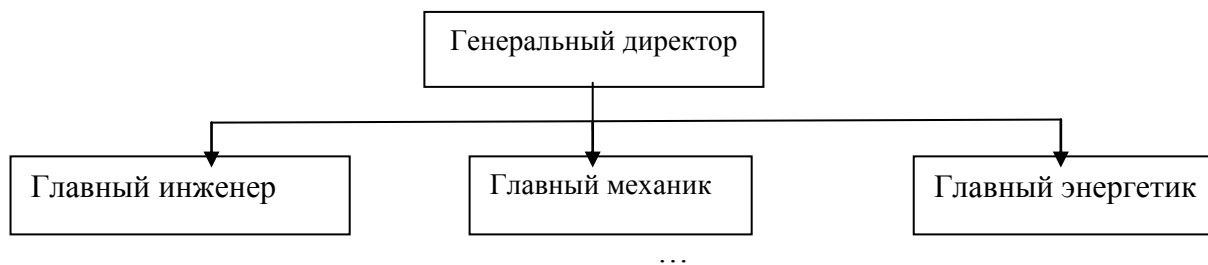 Генеральный директор
Главный инженер
Главный механик
Главный энергетик
…